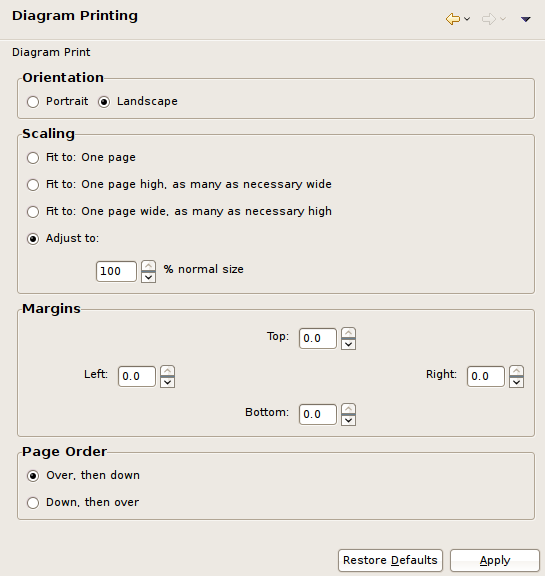 Diagram Printing
Diagram Print
Orientation
Portrait Landscape
Scaling
Fit to: One page
Fit to: One page high, as many as necessary wide
Fit to: One page wide, as many as necessary high
Adjust to:
100 % normal size
Margins
Top: 0.0
Left: 0.0 Right: 0.0
Bottom: 0.0
Page Order
Over, then down
Down, then over
Restore Defaults Apply